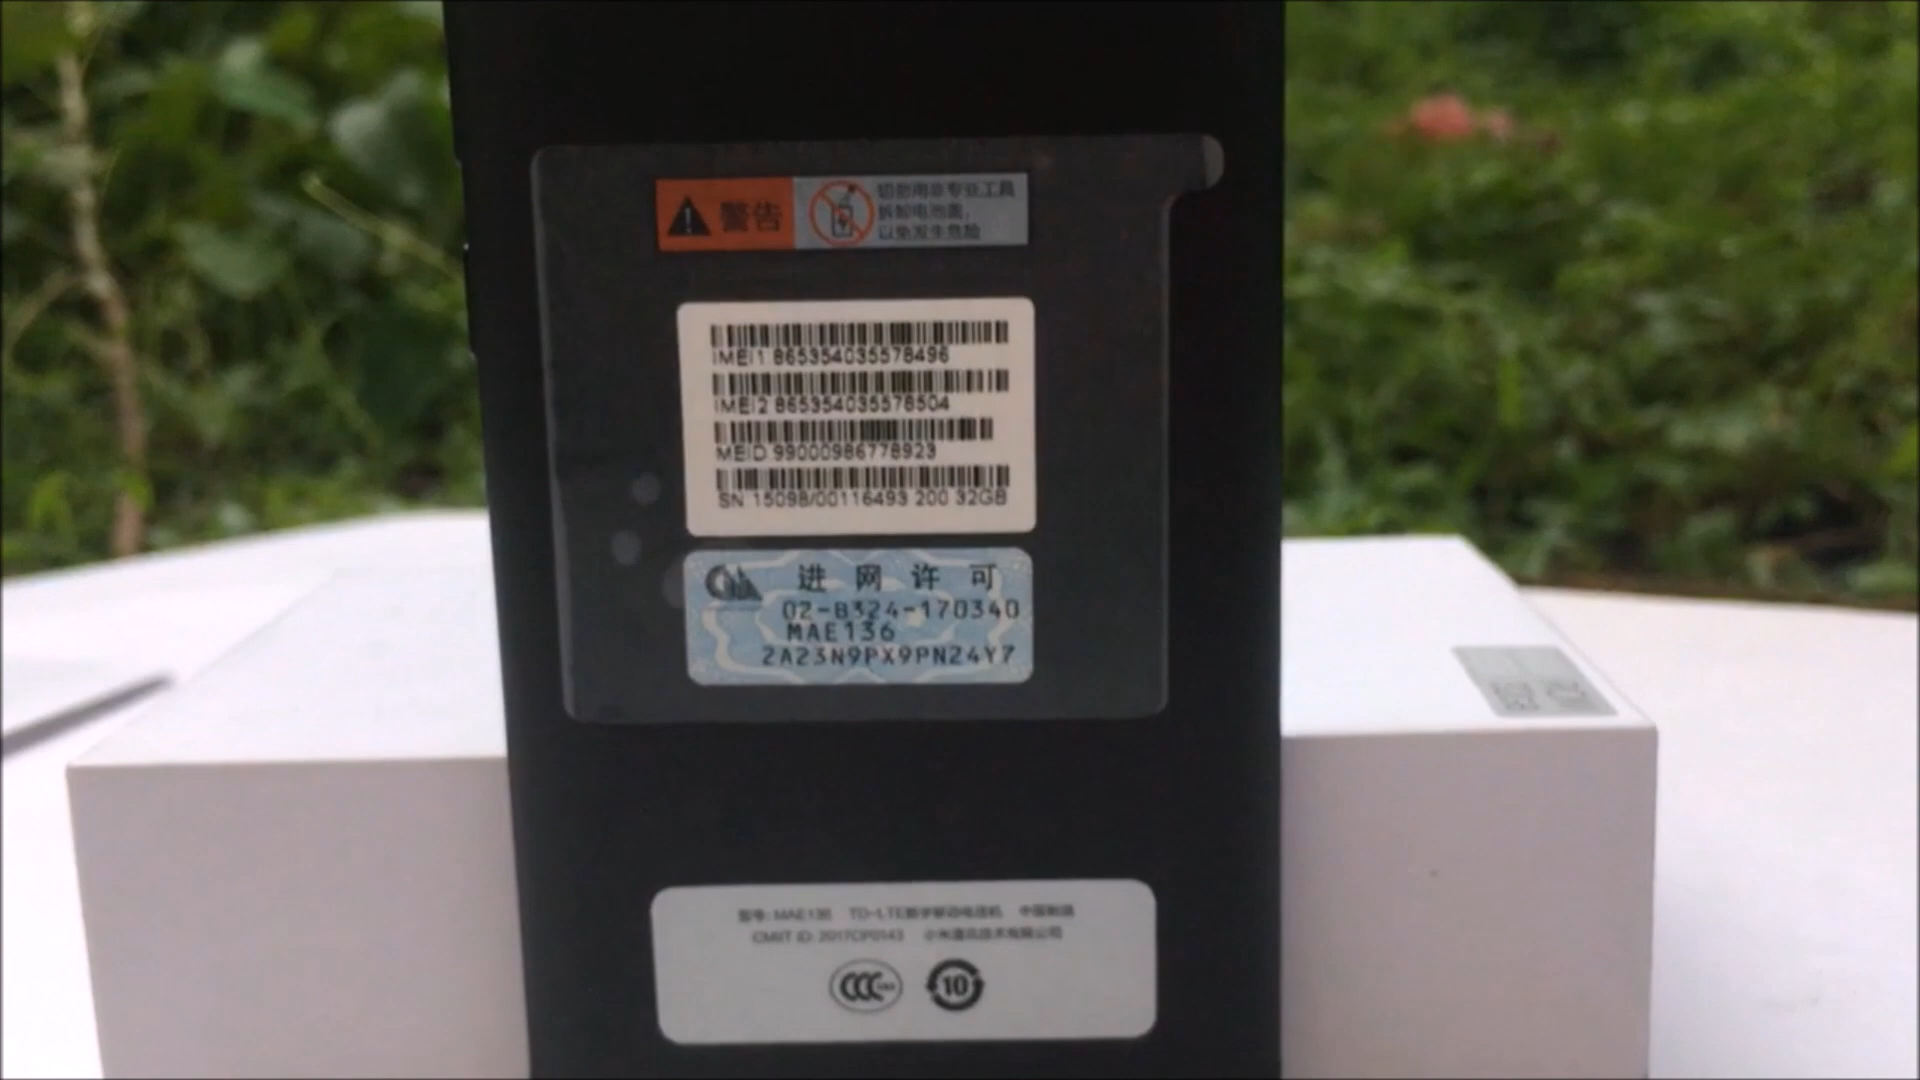 警告
切勿用非专业工具
拆卸电池盖，
以免发生危险
IMEI1 865354035578496
IMEI2 865354035578504
MEID 99000986778923
SN 15098/00116493 200 32GB
进网许可
02-B324-170340
MAE136
2A23N9PX9PN24Y7
型号: MAE136 TD-LTE数字移动电话机 中国制造
CMIIT ID: 2017CP0143 小米通讯技术有限公司
CCC
10